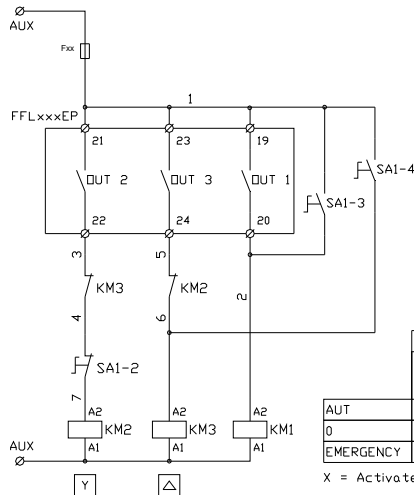 AUX
Fxx
1
FFLxxxEP
21 23 19
OUT 2 OUT 3 OUT 1
SA1-4
SA1-3
22 24 20
3 5 2
KM3 KM2
4 6
SA1-2
7
A2 A2 A2
KM2 KM3 KM1
A1 A1 A1
AUX
Y △
AUT
0
EMERGENCY
X = Activate